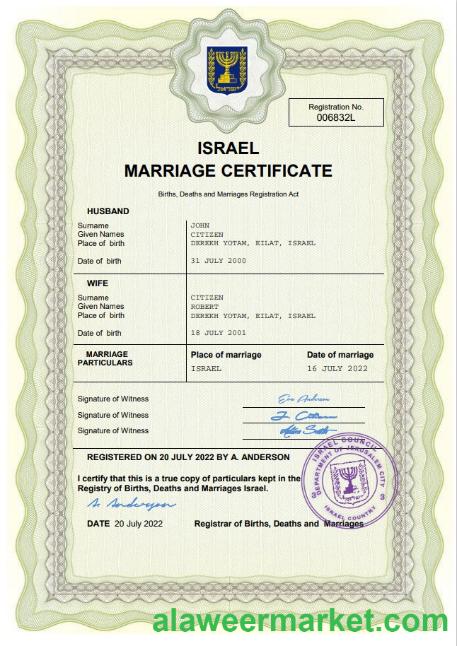 Registration No.
006832L
ISRAEL
MARRIAGE CERTIFICATE
Births, Deaths and Marriages Registration Act
HUSBAND
Surname JOHN
Given Names CITIZEN
Place of birth DEREKH YOTAM, EILAT, ISRAEL
Date of birth 31 JULY 2000
WIFE
Surname CITIZEN
Given Names ROBERT
Place of birth DEREKH YOTAM, EILAT, ISRAEL
Date of birth 18 JULY 2001
MARRIAGE PARTICULARS
Place of marriage Date of marriage
ISRAEL 16 JULY 2022
Signature of Witness
Signature of Witness
Signature of Witness
REGISTERED ON 20 JULY 2022 BY A. ANDERSON
I certify that this is a true copy of particulars kept in the
Registry of Births, Deaths and Marriages Israel.
A. Anderson
DATE 20 July 2022 Registrar of Births, Deaths and Marriages
ISRAEL COUNCIL
DEPARTMENT OF JERUSALEM CITY
ISRAEL COUNTRY
alaweermarket.com